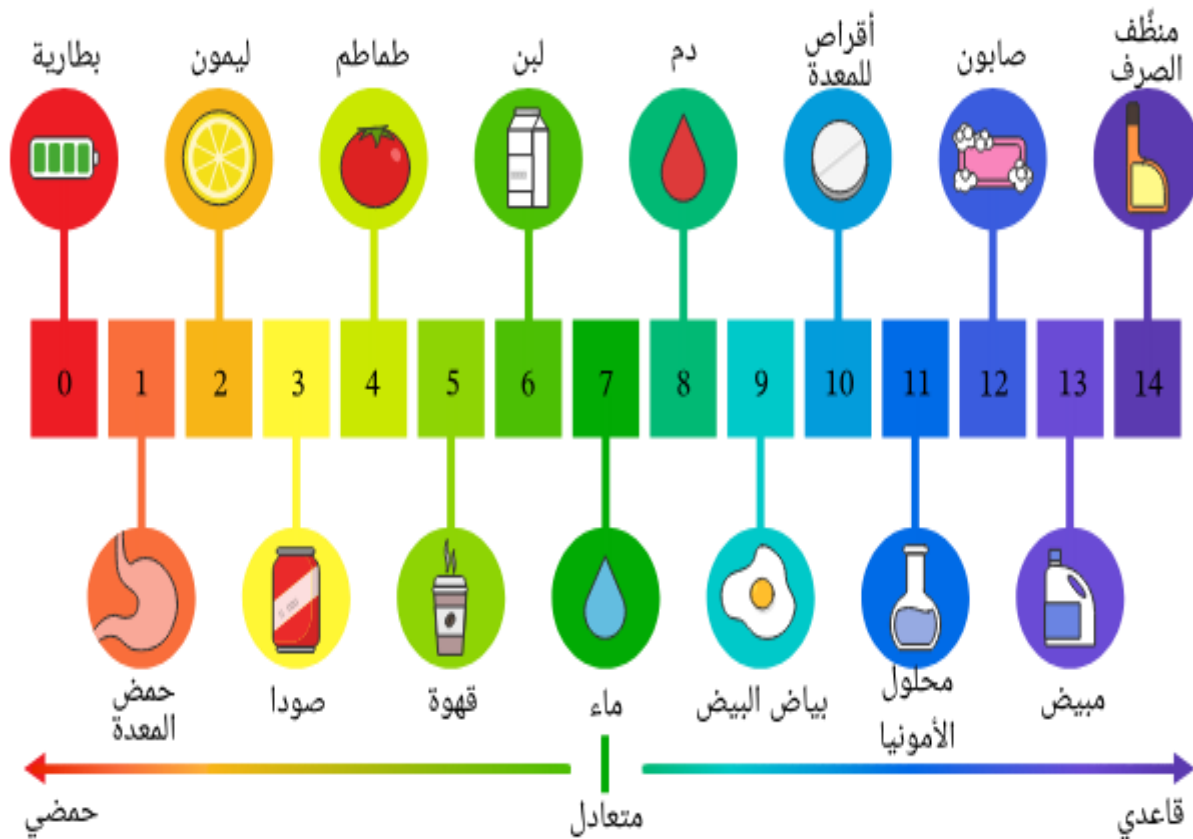 بطارية
ليمون
طماطم
لبن
دم
أقراص
للمعدة
صابون
منظِّف
الصرف
0 1 2 3 4 5 6 7 8 9 10 11 12 13 14
حمض
المعدة
صودا
قهوة
ماء
بياض البيض
محلول
الأمونيا
مبيض
حمضي
متعادل
قاعدي